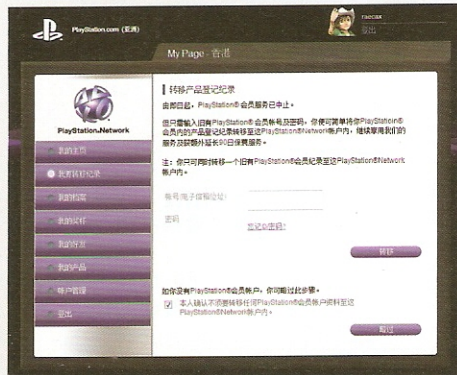 PlayStation.com (亚洲)
raecax
登出
My Page - 香港
PlayStation®Network
我的主页
我的档案
我的奖杯
我的好友
我的产品
帐户管理
登出
转移产品登记纪录
由即日起，PlayStation®会员服务已中止。
但只需输入旧有PlayStation®会员帐号及密码，你便可简单将你PlayStation®
会员内的产品登记纪录转移至这PlayStation®Network帐户内，继续享用我们的
服务及获额外延长90日保养服务。
注：你只可同时转移一个旧有PlayStation®会员纪录至这PlayStation®Network
帐户内。
帐号(电子邮箱位址)
密码
忘记密码?
转移
如你没有PlayStation®会员帐户，你可略过此步骤。
本人确认不须要转移任何PlayStation®会员帐户资料至这
PlayStation®Network帐户内。
略过